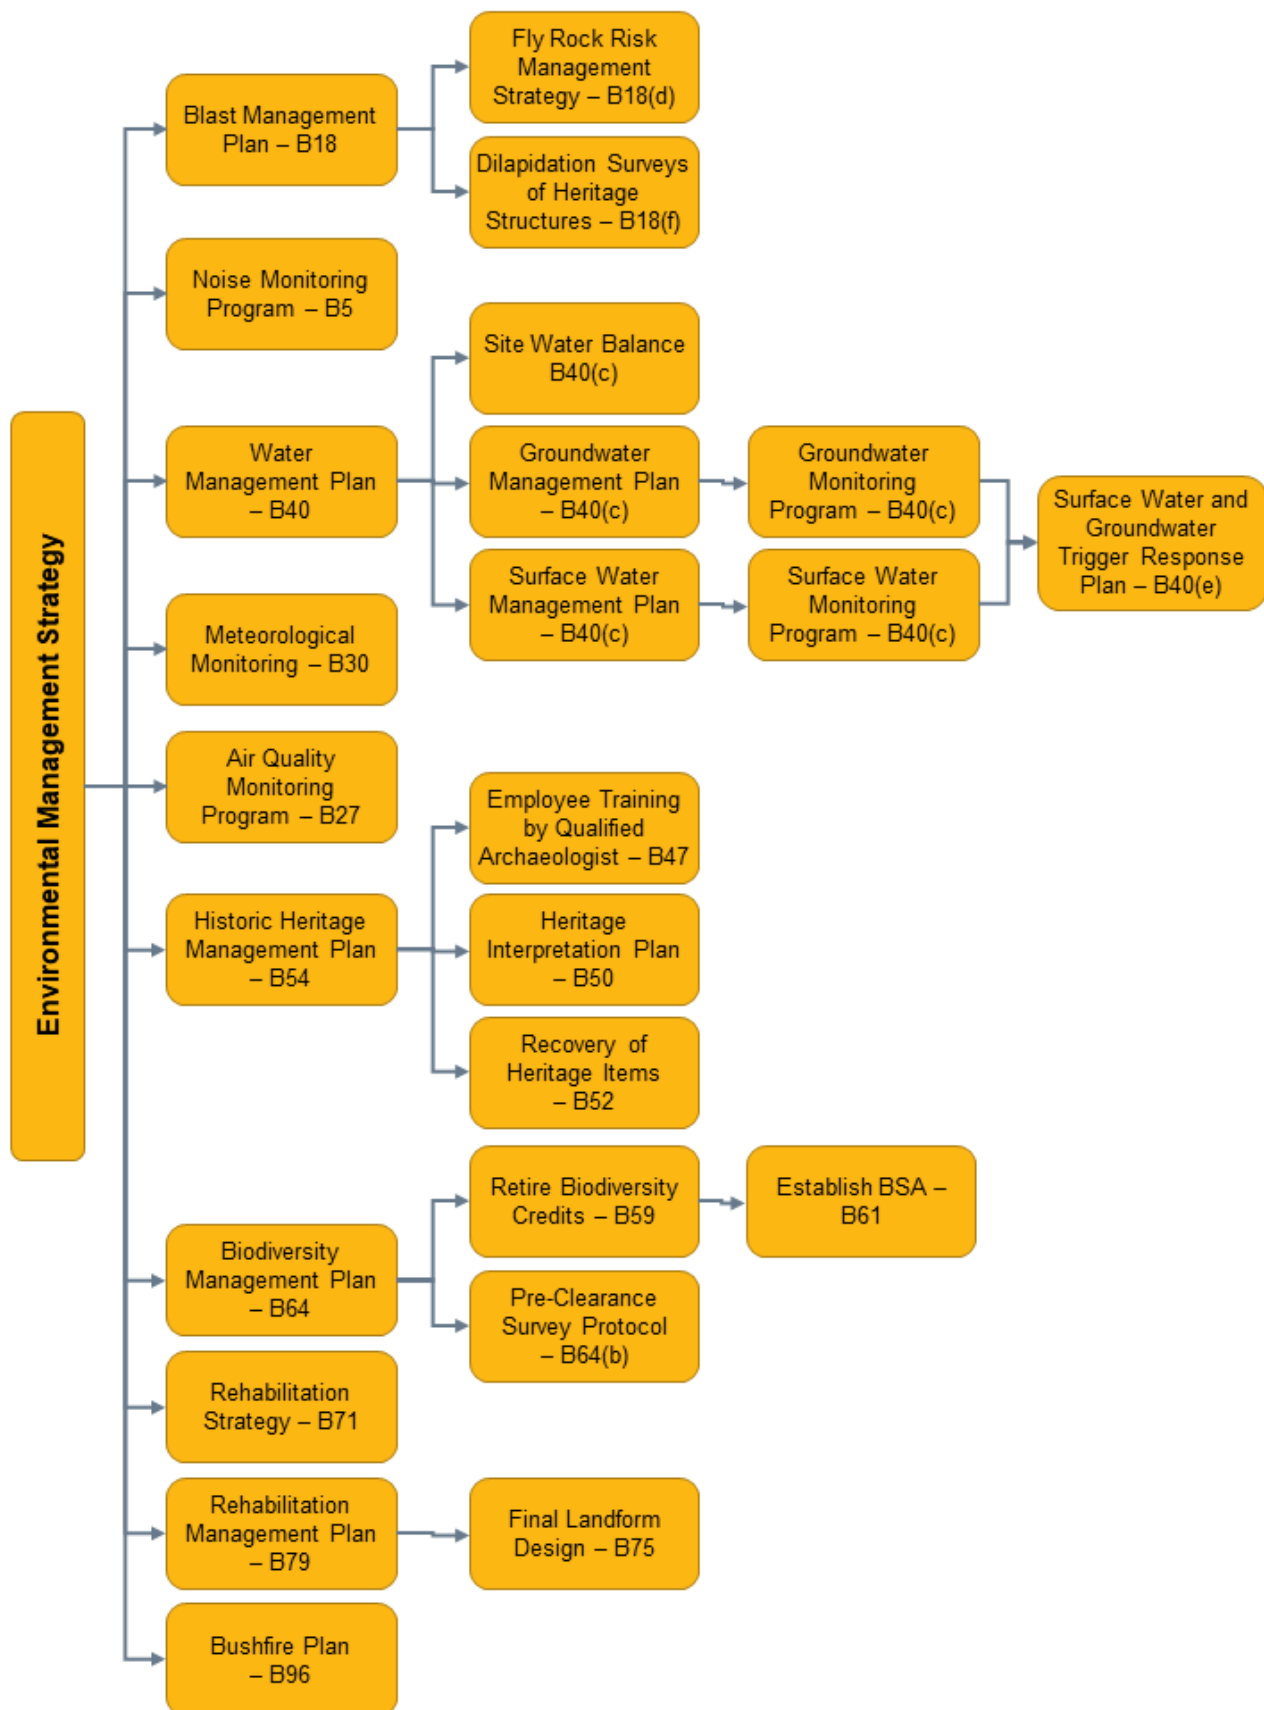 Environmental Management Strategy
Blast Management
Plan – B18
Fly Rock Risk
Management
Strategy – B18(d)
Dilapidation Surveys
of Heritage
Structures – B18(f)
Noise Monitoring
Program – B5
Water
Management Plan
– B40
Site Water Balance
B40(c)
Groundwater
Management Plan
– B40(c)
Groundwater
Monitoring
Program – B40(c)
Surface Water
Management Plan
– B40(c)
Surface Water
Monitoring
Program – B40(c)
Surface Water and
Groundwater
Trigger Response
Plan – B40(e)
Meteorological
Monitoring – B30
Air Quality
Monitoring
Program – B27
Historic Heritage
Management Plan
– B54
Employee Training
by Qualified
Archaeologist – B47
Heritage
Interpretation Plan
– B50
Recovery of
Heritage Items
– B52
Biodiversity
Management Plan
– B64
Retire Biodiversity
Credits – B59
Establish BSA –
B61
Pre-Clearance
Survey Protocol
– B64(b)
Rehabilitation
Strategy – B71
Rehabilitation
Management Plan
– B79
Final Landform
Design – B75
Bushfire Plan
– B96